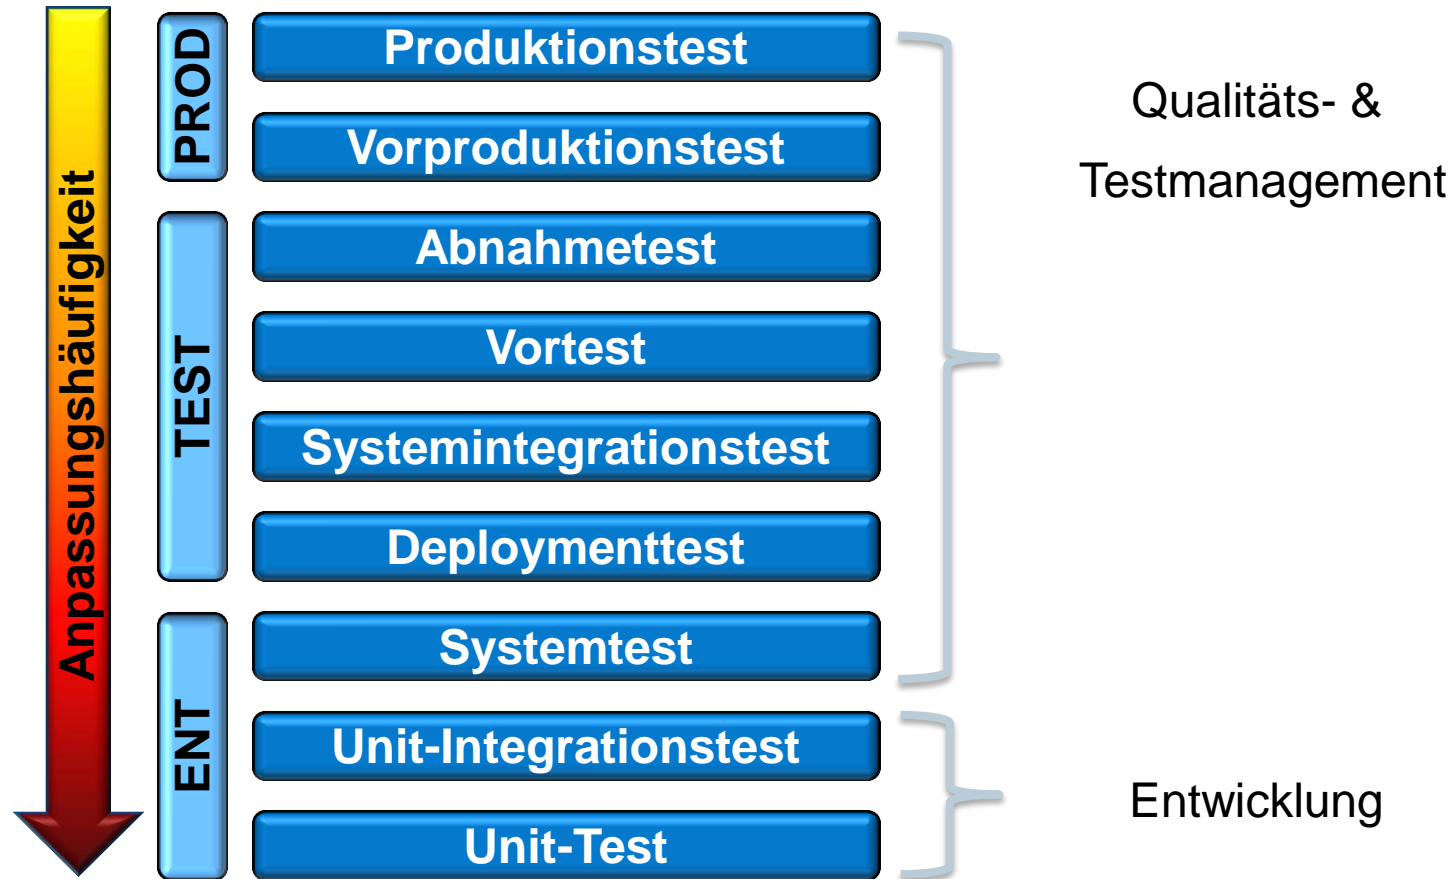 Anpassungshäufigkeit
PROD
Produktionstest
Vorproduktionstest
TEST
Abnahmetest
Vortest
Systemintegrationstest
Deploymenttest
ENT
Systemtest
Unit-Integrationstest
Unit-Test
Qualitäts- &
Testmanagement
Entwicklung